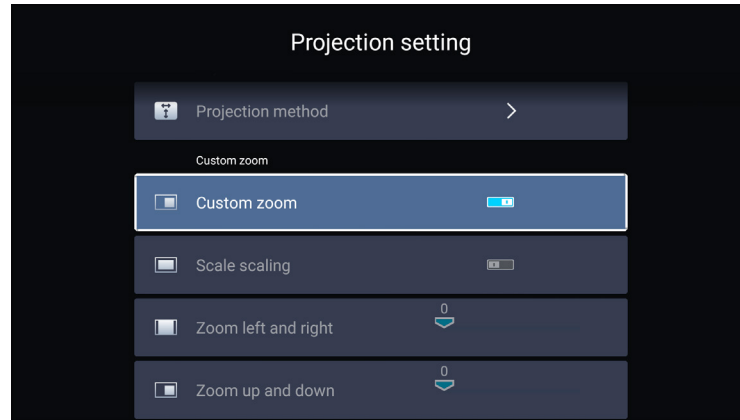 Projection setting
Projection method
Custom zoom
Custom zoom
Scale scaling
0
Zoom left and right
0
Zoom up and down